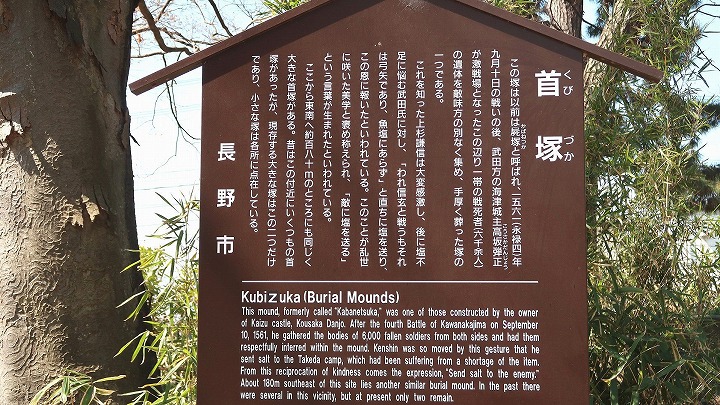 首塚
くび づか
この塚は以前は屍塚と呼ばれ、一五六一(永禄四)年
かばねづか
九月十日の戦いの後、武田方の海津城主高坂弾正
こうさかだんじょう
が激戦場となったこの辺り一帯の戦死者(六千余人)
の遺体を敵味方の別なく集め、手厚く葬った塚の
一つである。
これを知った上杉謙信は大変感激し、後に塩不
足に悩む武田氏に対し、「われ信玄と戦うもそれ
は弓矢であり、魚塩にあらず」と直ちに塩を送り、
この恩に報いたといわれている。このことが乱世
に咲いた美学と褒め称えられ、「敵に塩を送る」
という言葉が生まれたといわれている。
ここから東南へ約百八十mのところにも同じく
大きな首塚がある。昔はこの付近にいくつもの首
塚があったが、現存する大きな塚はこの二つだけ
であり、小さな塚は各所に点在している。
長野市
Kubizuka (Burial Mounds)
This mound, formerly called "Kabanetsuka," was one of those constructed by the owner
of Kaizu castle, Kousaka Danjo. After the fourth Battle of Kawanakajima on September
10, 1561, he gathered the bodies of 6,000 fallen soldiers from both sides and had them
respectfully interred within the mound. Kenshin was so moved by this gesture that he
sent salt to the Takeda camp, which had been suffering from a shortage of the item.
From this reciprocation of kindness comes the expression, "Send salt to the enemy."
About 180m southeast of this site lies another similar burial mound. In the past there
were several in this vicinity, but at present only two remain.